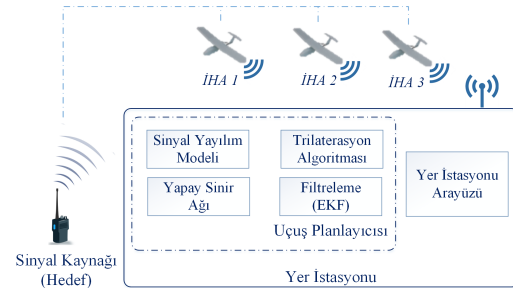 İHA 1
İHA 2
İHA 3
Sinyal Yayılım
Modeli
Trilaterasyon
Algoritması
Yapay Sinir
Ağı
Filtreleme
(EKF)
Uçuş Planlayıcısı
Yer İstasyonu
Arayüzü
Sinyal Kaynağı
(Hedef)
Yer İstasyonu